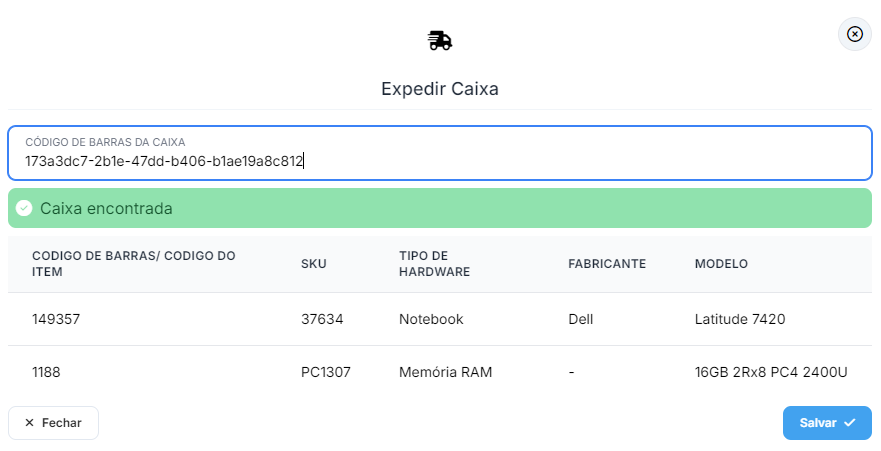 Expedir Caixa
CÓDIGO DE BARRAS DA CAIXA
173a3dc7-2b1e-47dd-b406-b1ae19a8c812
Caixa encontrada
CODIGO DE BARRAS/ CODIGO DO
ITEM
SKU
TIPO DE
HARDWARE
FABRICANTE
MODELO
149357
37634
Notebook
Dell
Latitude 7420
1188
PC1307
Memória RAM
-
16GB 2Rx8 PC4 2400U
Fechar
Salvar